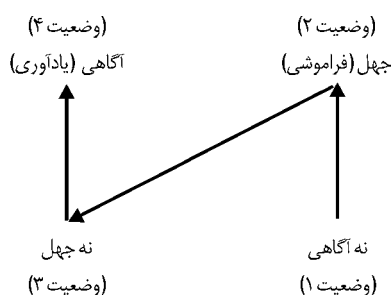 (وضعیت ۲)
جهل (فراموشی)
(وضعیت ۴)
آگاهی (یادآوری)
نه آگاهی
(وضعیت ۱)
نه جهل
(وضعیت ۳)